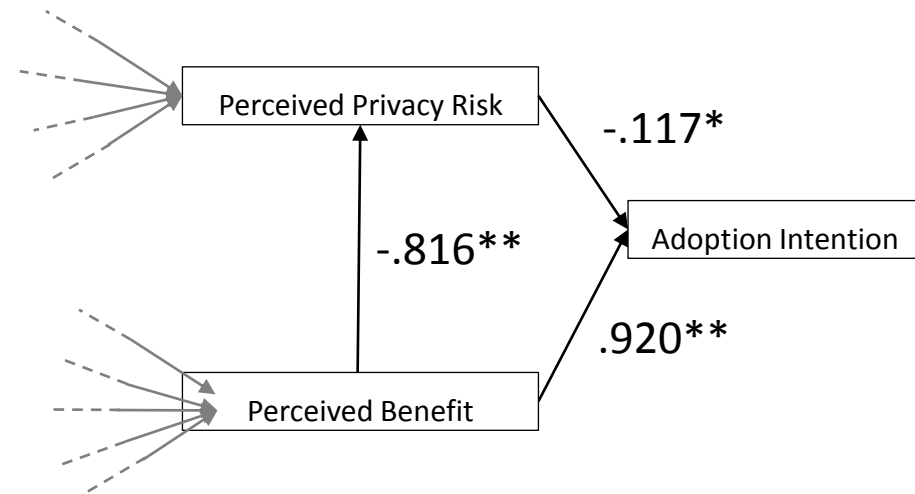 Perceived Privacy Risk
-.117*
Adoption Intention
-.816**
.920**
Perceived Benefit